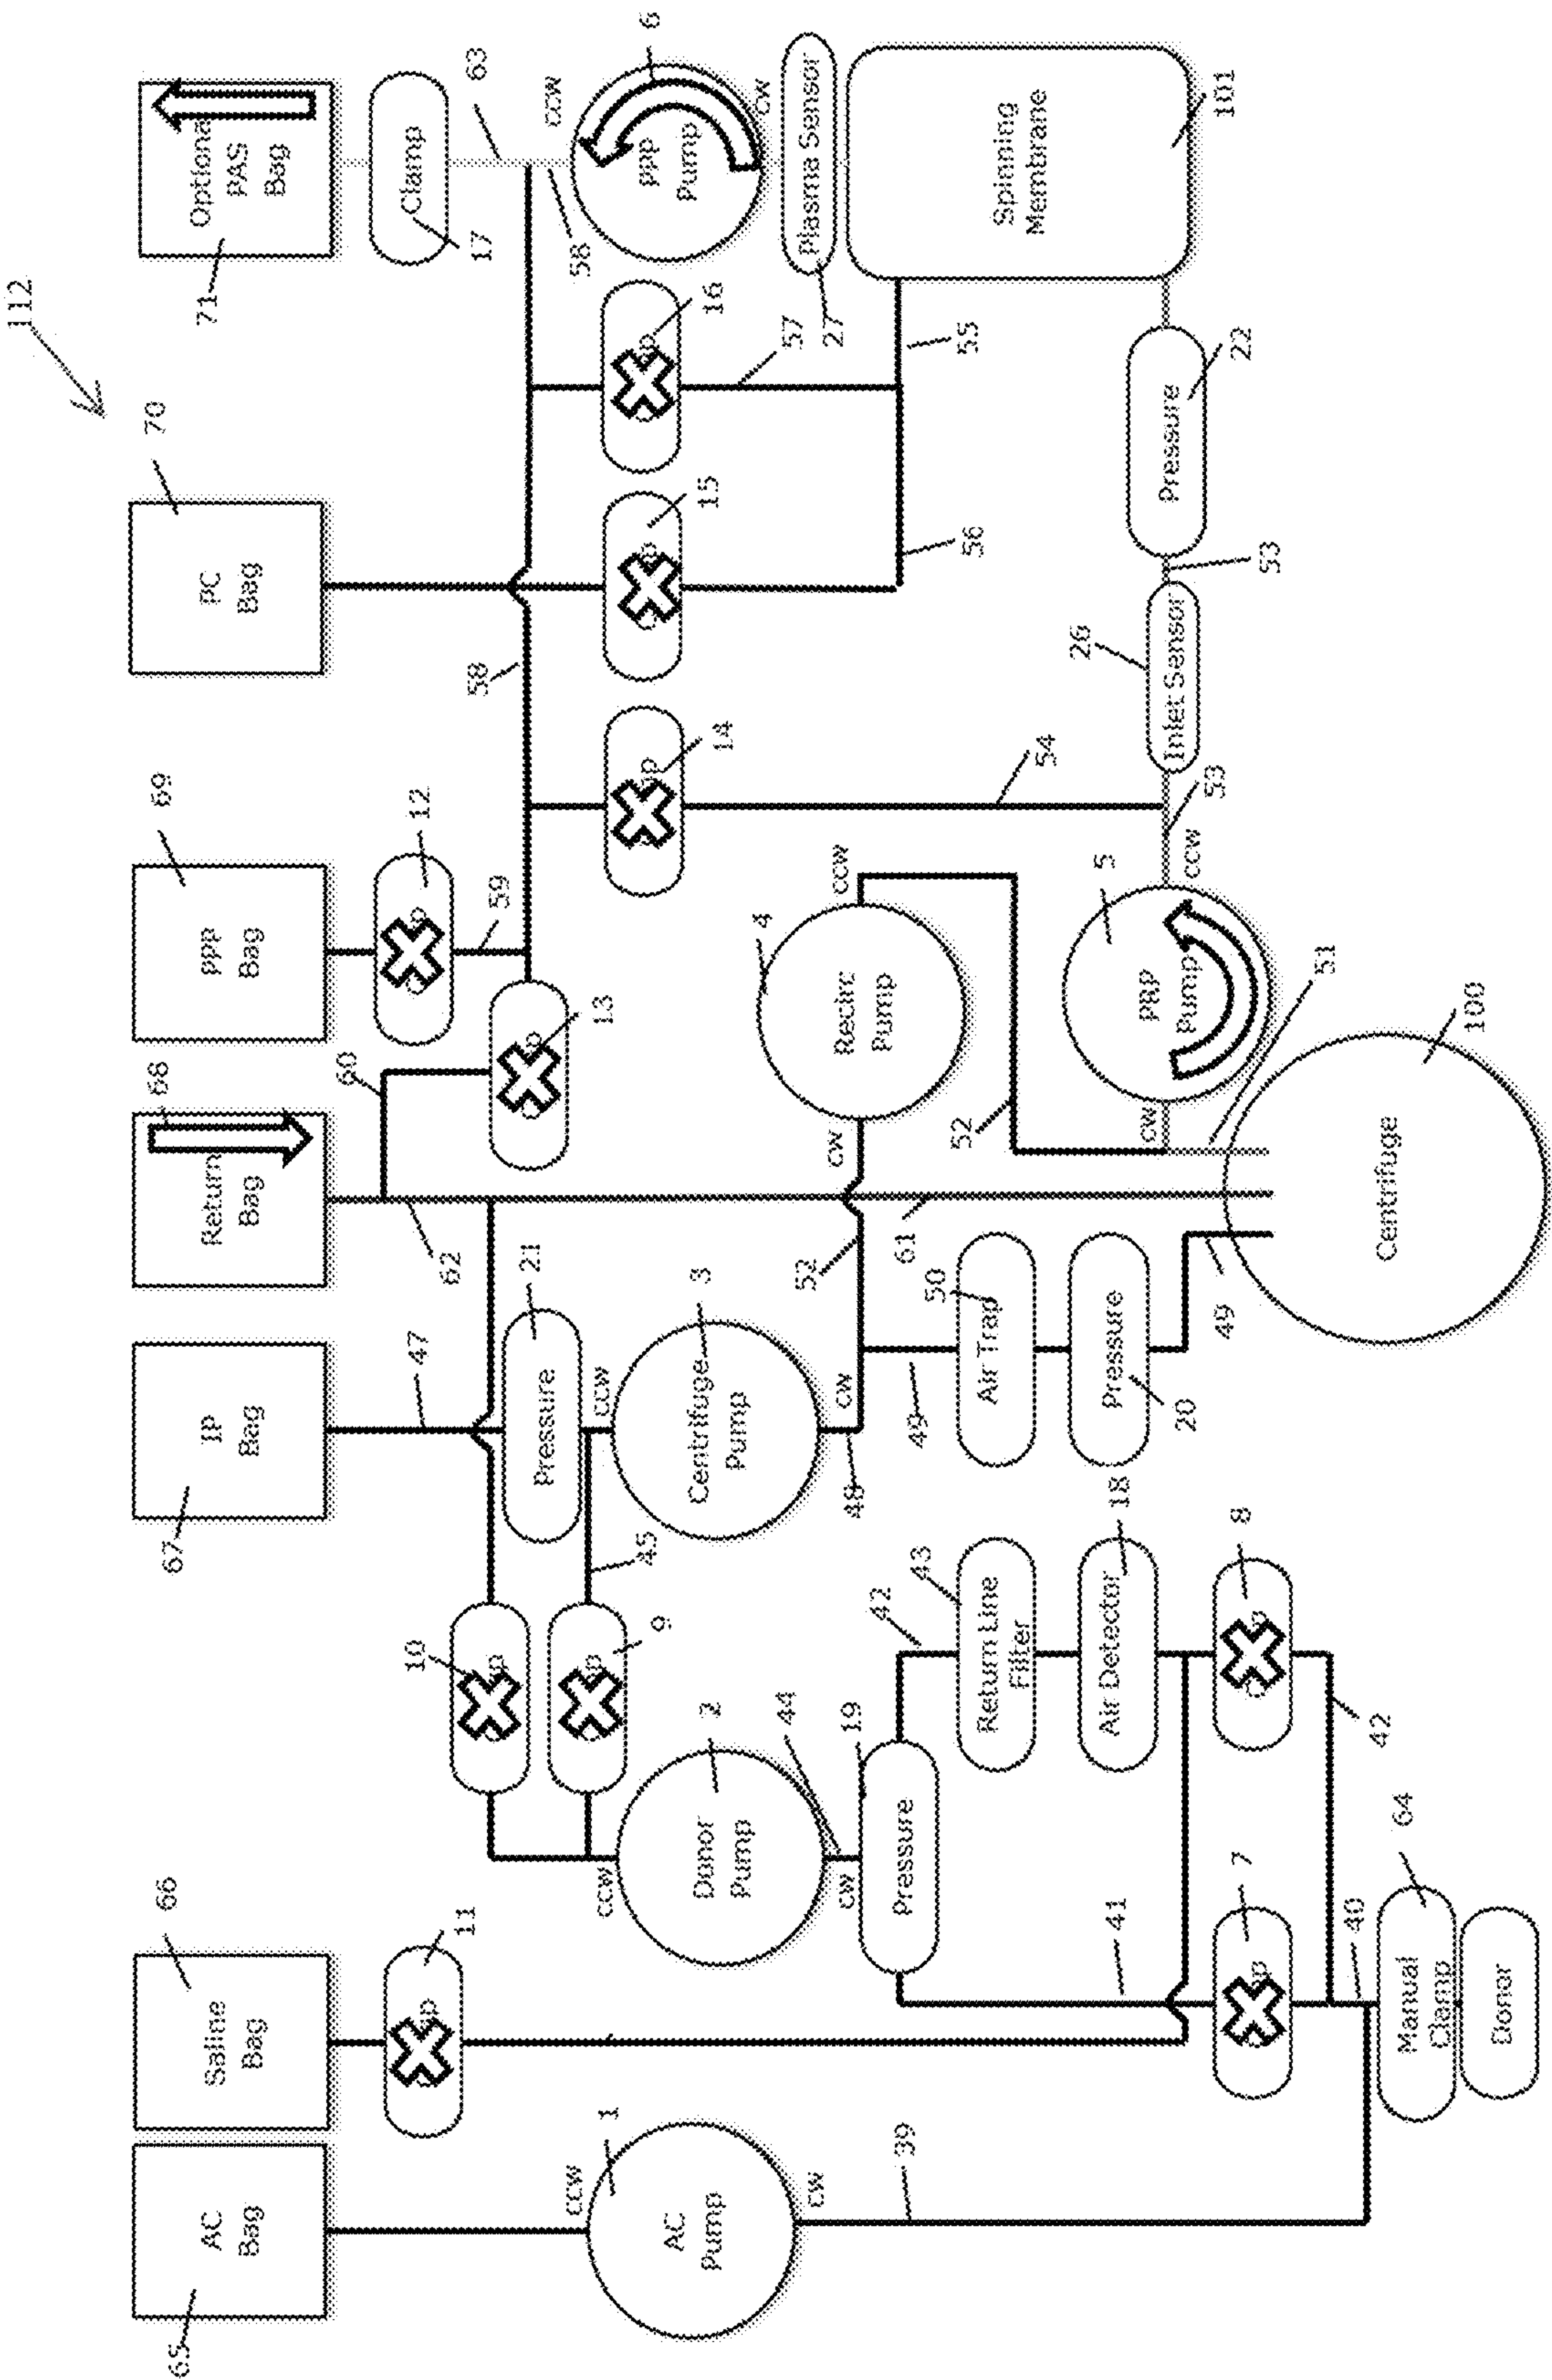 112
65
AC
Bag
66
Saline
Bag
67
IP
Bag
68
Return
Bag
69
PPP
Bag
70
PC
Bag
71
Optional
PAS
Bag
11
12
17
Clamp
63
10
62
47
60
59
58
58
21
Pressure
9
45
13
ccw
1
AC
Pump
cw
39
ccw
2
Donor
Pump
cw
44
ccw
3
Centrifuge
Pump
cw
48
14
15
16
ccw
6
PPP
Pump
cw
57
27
Plasma Sensor
19
Pressure
42
52
cw
4
Recirc
Pump
ccw
56
55
54
41
43
Return Line
Filter
49
50
Air Trap
61
52
Spinning
Membrane
101
18
Air Detector
20
Pressure
5
PRP
Pump
cw
ccw
53
26
Inlet Sensor
53
22
Pressure
7
8
49
51
42
40
64
Manual
Clamp
Donor
Centrifuge
100